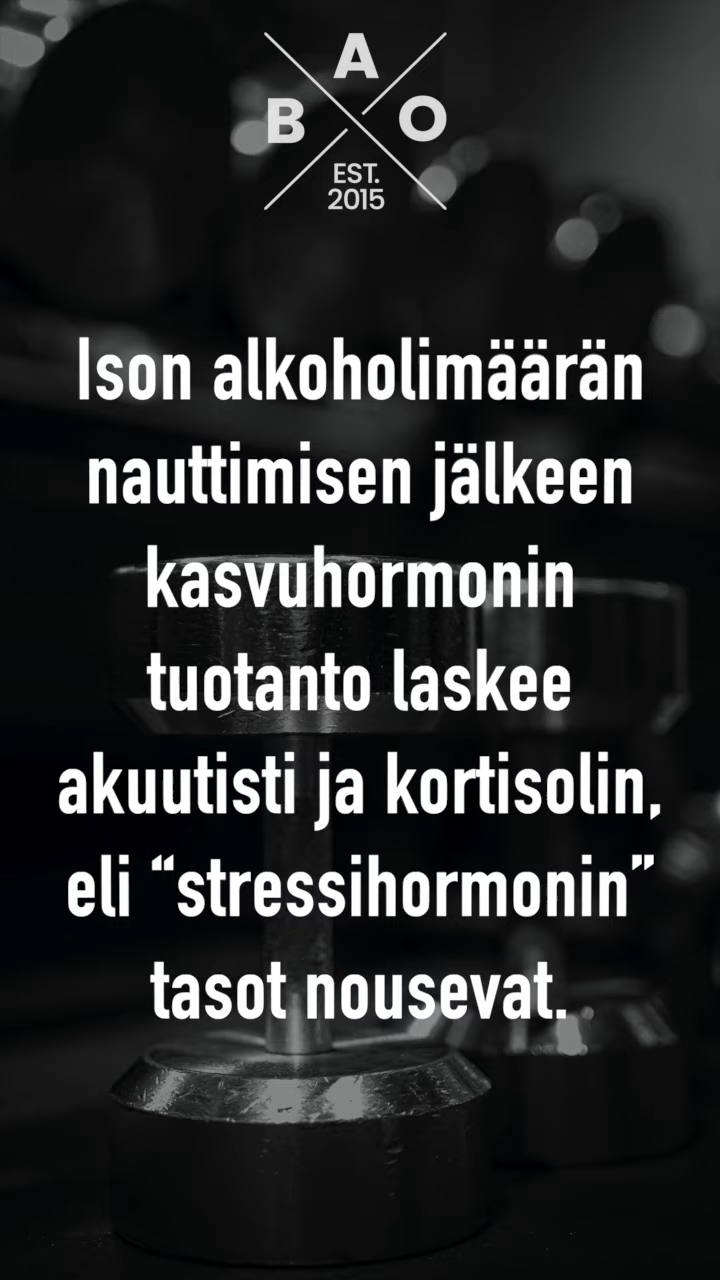 A
B O
EST.
2015
Ison alkoholimäärän
nauttimisen jälkeen
kasvuhormonin
tuotanto laskee
akuutisti ja kortisolin,
eli “stressihormonin”
tasot nousevat.